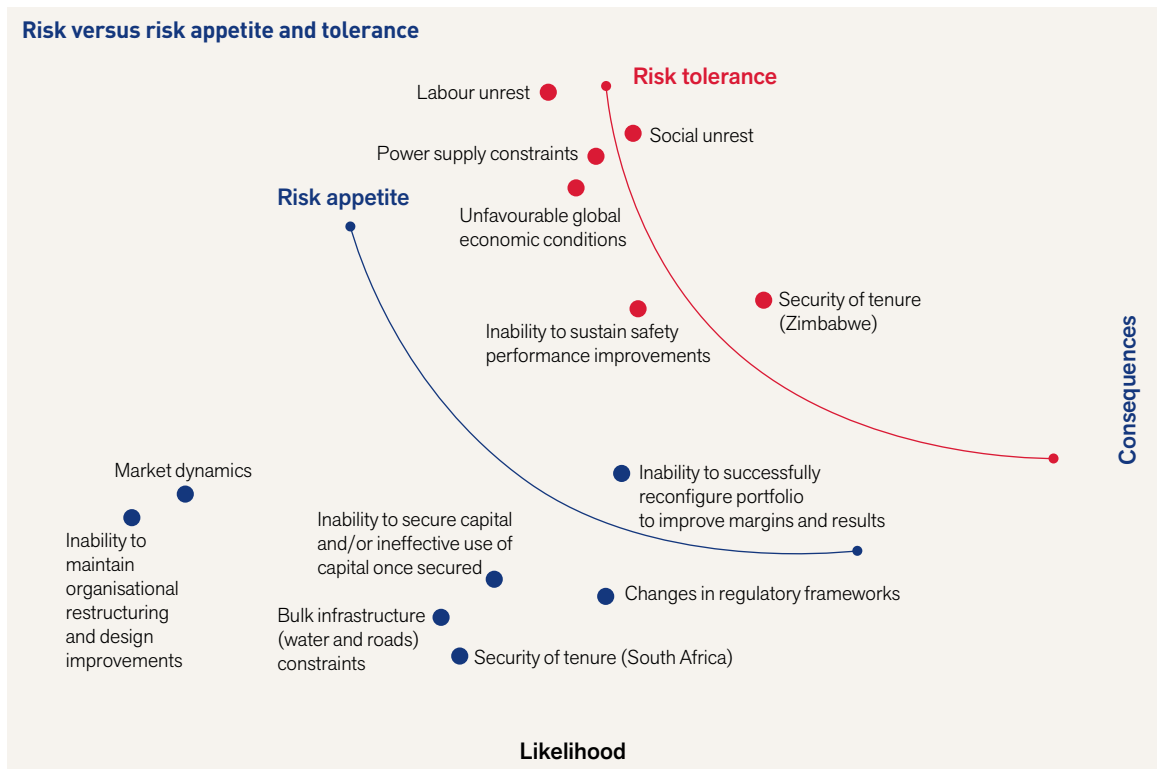 Risk versus risk appetite and tolerance
Risk tolerance
Labour unrest
Social unrest
Power supply constraints
Risk appetite
Unfavourable global
economic conditions
Security of tenure
(Zimbabwe)
Inability to sustain safety
performance improvements
Consequences
Market dynamics
Inability to successfully
reconfigure portfolio
to improve margins and results
Inability to secure capital
and/or ineffective use of
capital once secured
Inability to
maintain
organisational
restructuring
and design
improvements
Changes in regulatory frameworks
Bulk infrastructure
(water and roads)
constraints
Security of tenure (South Africa)
Likelihood